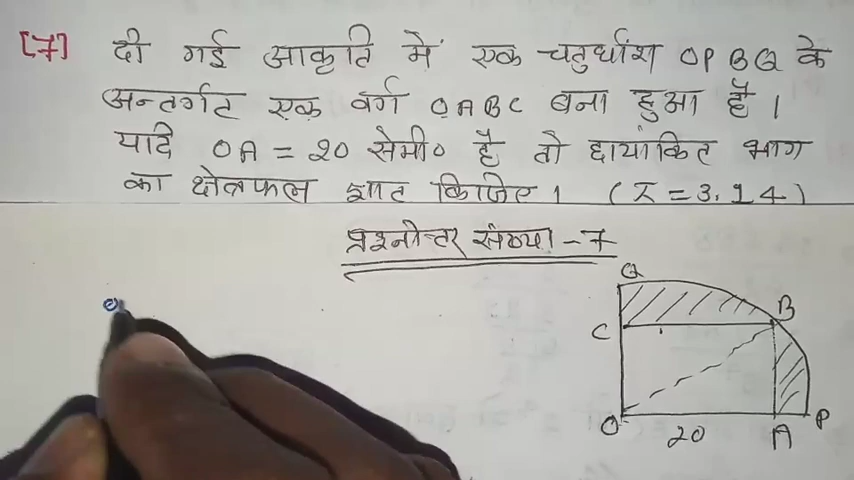 [7] दी गई आकृति में एक चतुर्थांश OPBQ के
अन्तर्गत एक वर्ग OABC बना हुआ है।
यदि OA = 20 सेमी० है तो छायांकित भाग
का क्षेत्रफल ज्ञात किजिए। (π = 3.14)
प्रश्नोत्तर संख्या - 7
Q
B
C
O
20
A
P